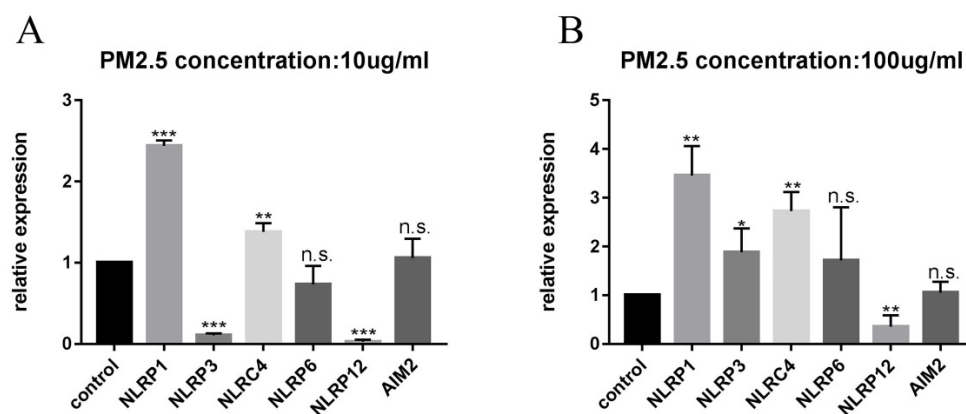 A
PM2.5 concentration:10ug/ml
relative expression
3
2
1
0
***
***
**
n.s.
***
n.s.
control
NLRP1
NLRP3
NLRC4
NLRP6
NLRP12
AIM2
B
PM2.5 concentration:100ug/ml
relative expression
5
4
3
2
1
0
**
*
**
n.s.
**
n.s.
control
NLRP1
NLRP3
NLRC4
NLRP6
NLRP12
AIM2